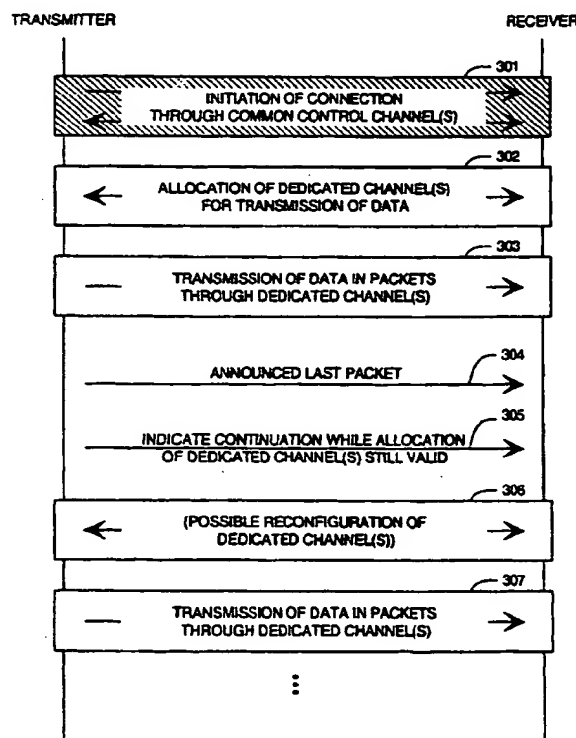 TRANSMITTER
RECEIVER
301
INITIATION OF CONNECTION
THROUGH COMMON CONTROL CHANNEL(S)
302
ALLOCATION OF DEDICATED CHANNEL(S)
FOR TRANSMISSION OF DATA
303
TRANSMISSION OF DATA IN PACKETS
THROUGH DEDICATED CHANNEL(S)
304
ANNOUNCED LAST PACKET
305
INDICATE CONTINUATION WHILE ALLOCATION
OF DEDICATED CHANNEL(S) STILL VALID
306
(POSSIBLE RECONFIGURATION OF
DEDICATED CHANNEL(S))
307
TRANSMISSION OF DATA IN PACKETS
THROUGH DEDICATED CHANNEL(S)